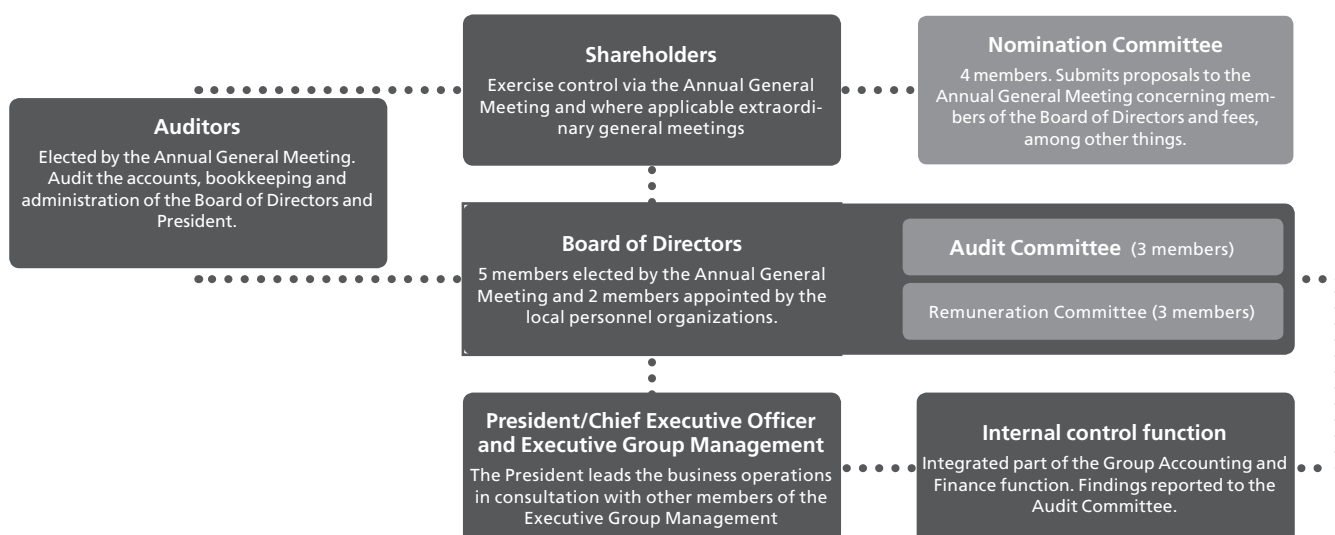 Shareholders
Exercise control via the Annual General
Meeting and where applicable extraordi-
nary general meetings
Nomination Committee
4 members. Submits proposals to the
Annual General Meeting concerning mem-
bers of the Board of Directors and fees,
among other things.
Auditors
Elected by the Annual General Meeting.
Audit the accounts, bookkeeping and
administration of the Board of Directors and
President.
Board of Directors
5 members elected by the Annual General
Meeting and 2 members appointed by the
local personnel organizations.
Audit Committee (3 members)
Remuneration Committee (3 members)
President/Chief Executive Officer
and Executive Group Management
The President leads the business operations
in consultation with other members of the
Executive Group Management
Internal control function
Integrated part of the Group Accounting and
Finance function. Findings reported to the
Audit Committee.